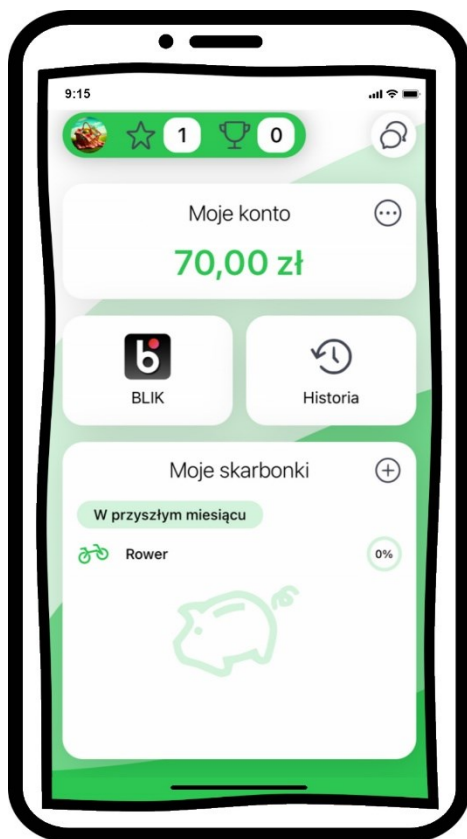 9:15
1 0
Moje konto
70,00 zł
BLIK Historia
Moje skarbonki
W przyszłym miesiącu
Rower 0%